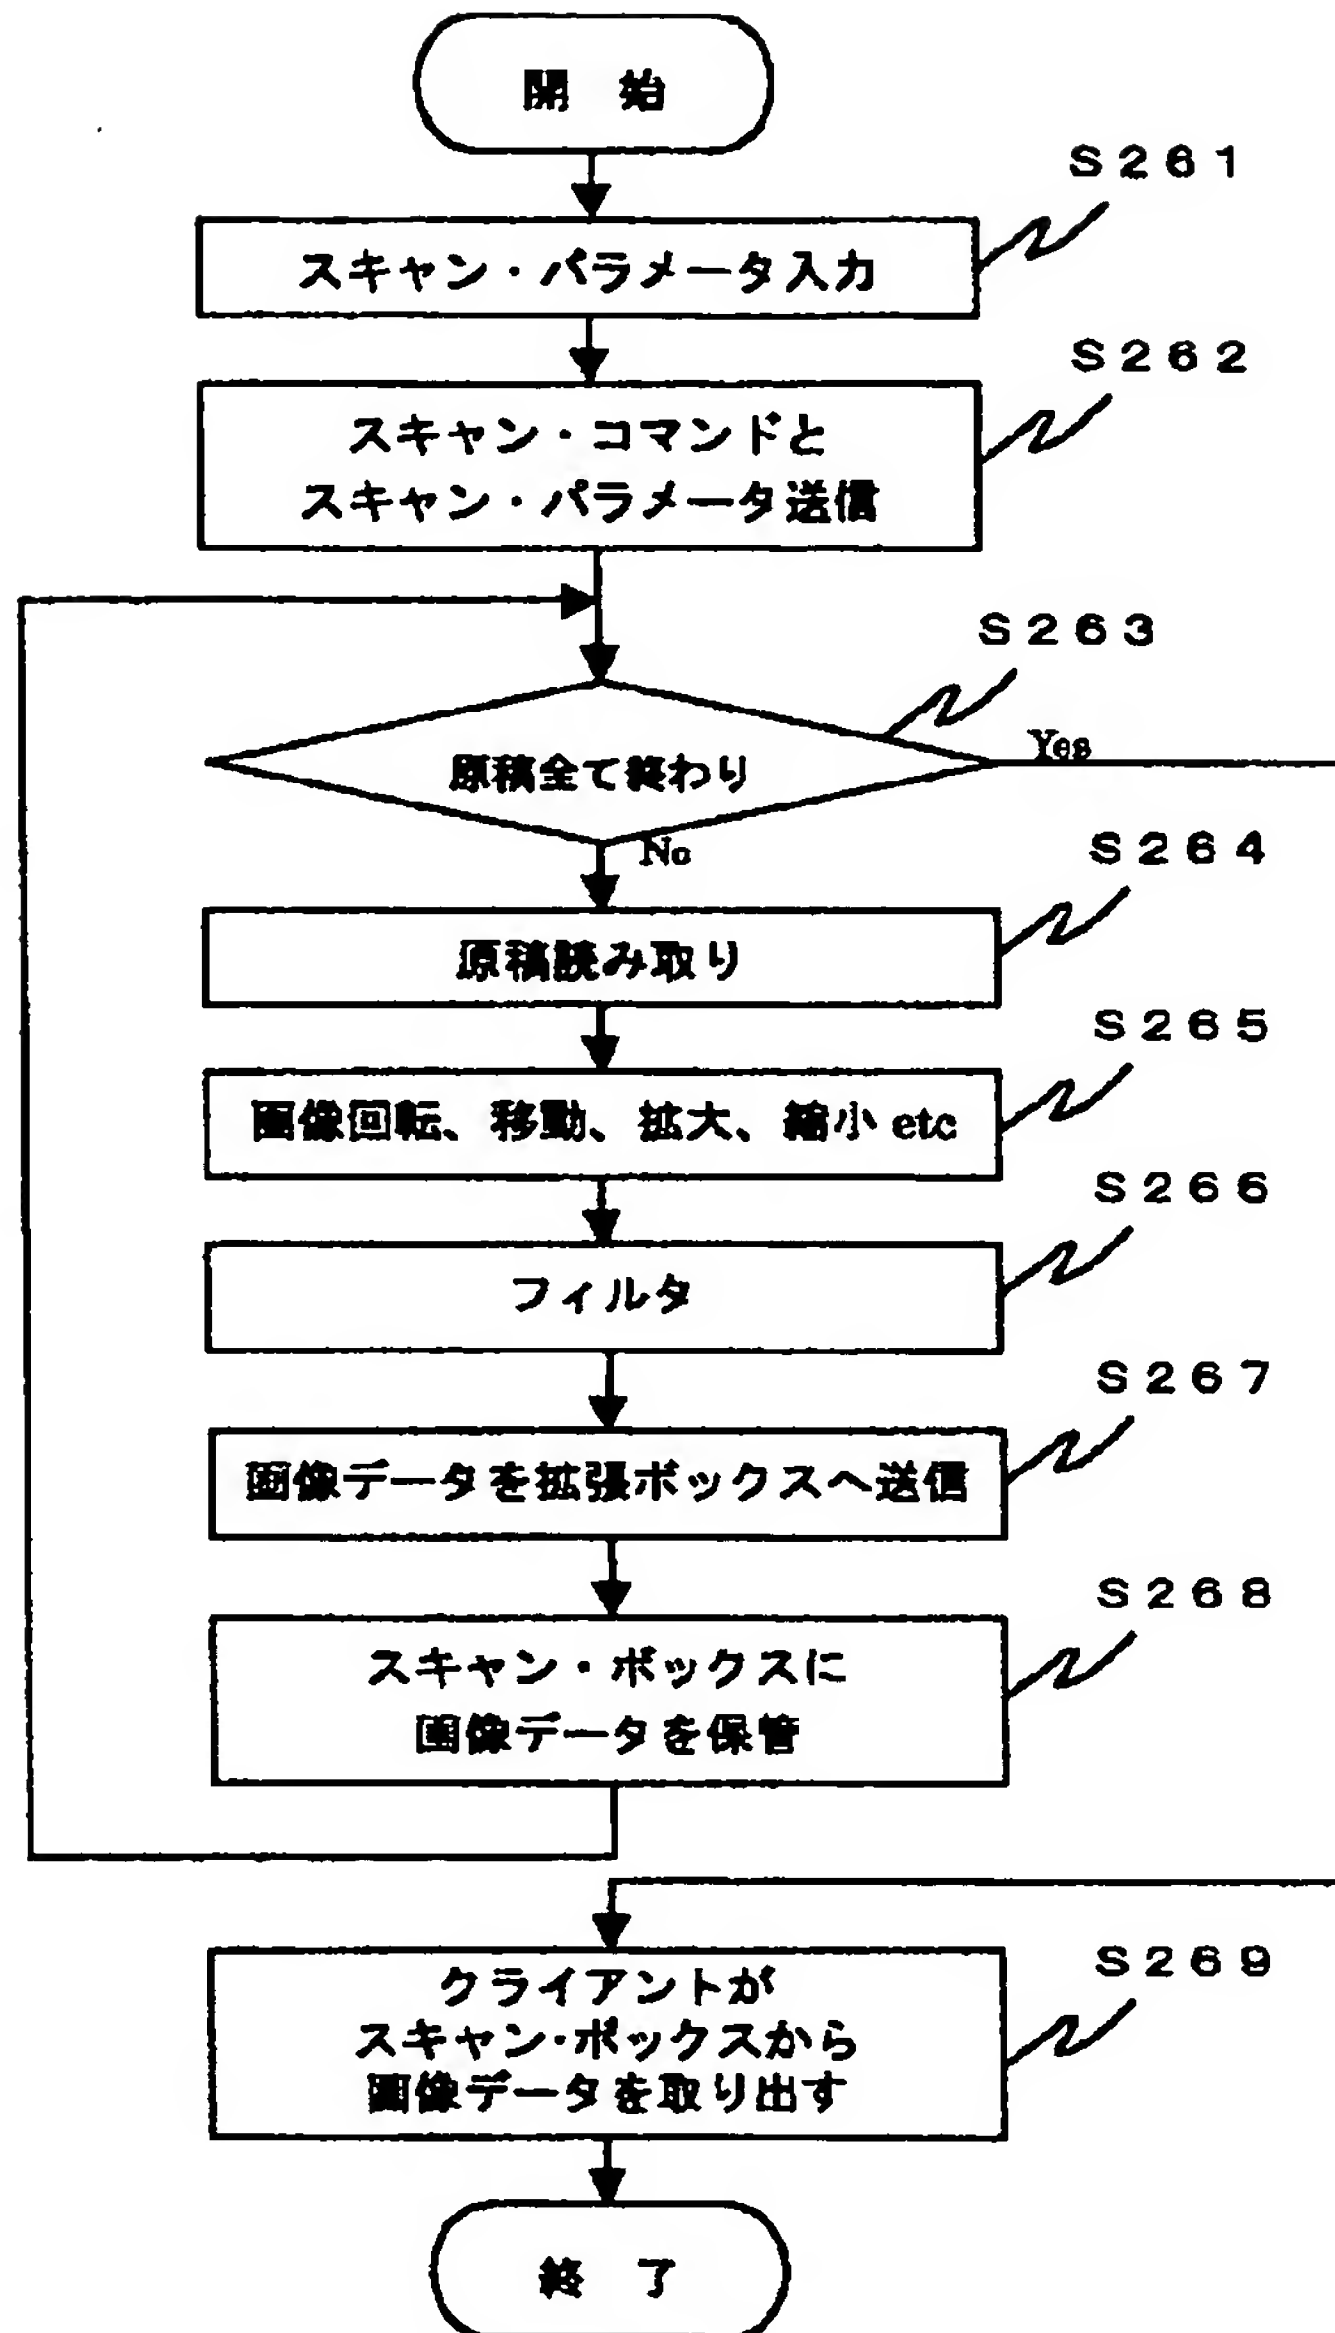 開 始
S261
スキャン・パラメータ入力
S262
スキャン・コマンドと
スキャン・パラメータ送信
S263
原稿全て終わり
Yes
No
S264
原稿読み取り
S265
画像回転、移動、拡大、縮小 etc
S266
フィルタ
S267
画像データを拡張ボックスへ送信
S268
スキャン・ボックスに
画像データを保管
S269
クライアントが
スキャン・ボックスから
画像データを取り出す
終 了